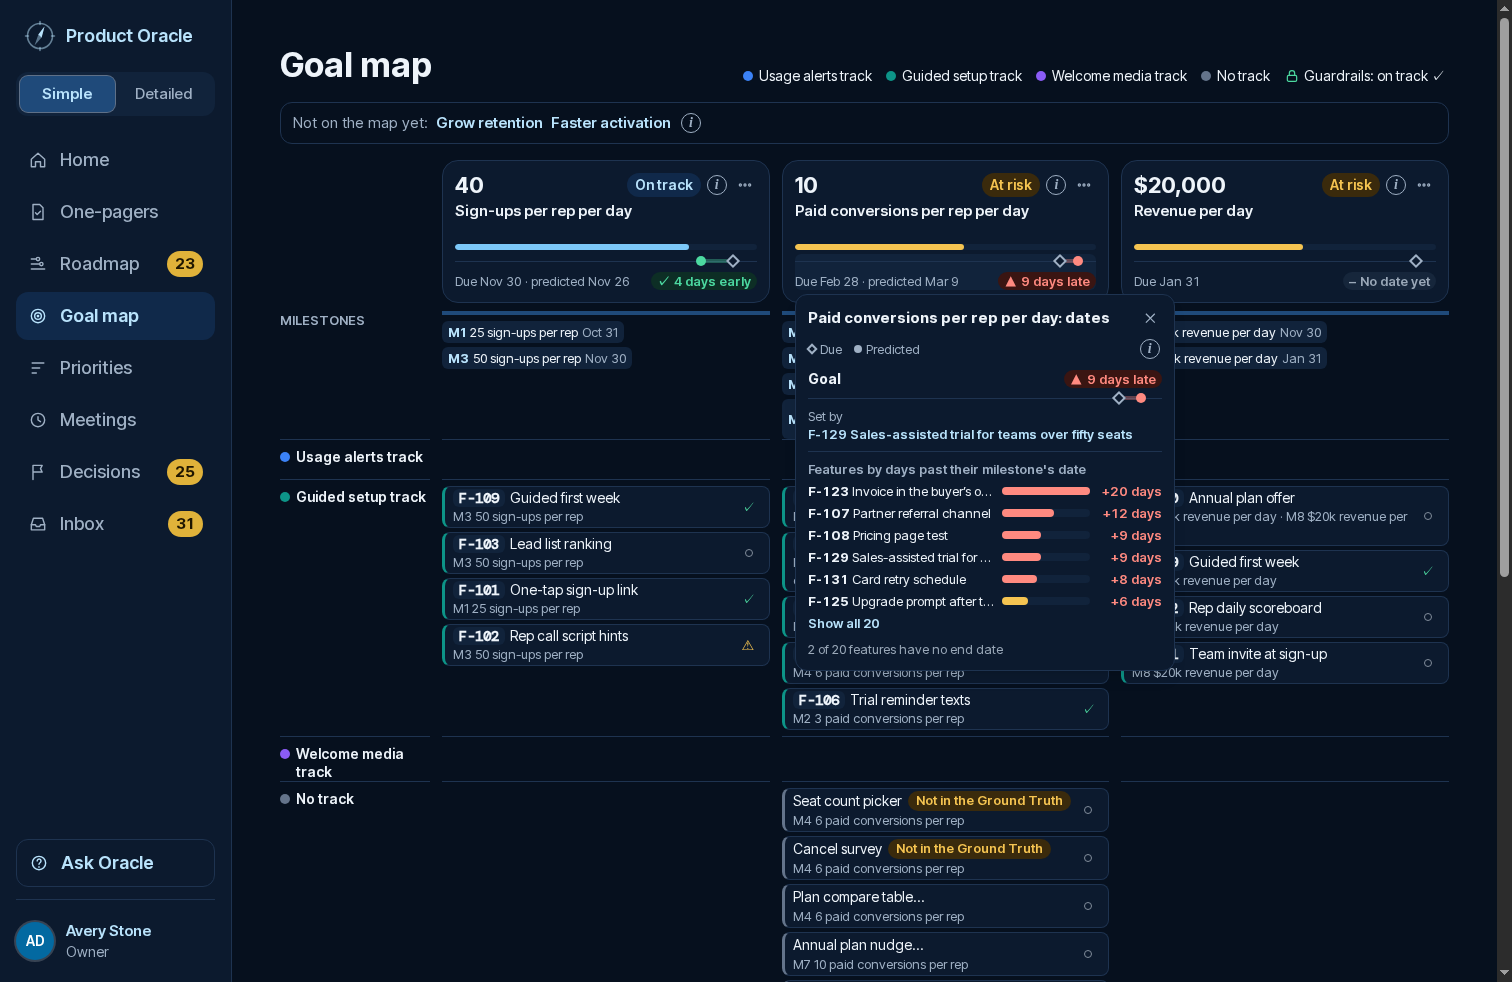 Product Oracle
Simple
Detailed
Home
One-pagers
Roadmap
23
Goal map
Priorities
Meetings
Decisions
25
Inbox
31
Ask Oracle
AD
Avery Stone
Owner
Goal map
Usage alerts track
Guided setup track
Welcome media track
No track
Guardrails: on track ✓
Not on the map yet: Grow retention Faster activation i
40
On track
i
Sign-ups per rep per day
Due Nov 30 · predicted Nov 26
✓ 4 days early
10
At risk
i
Paid conversions per rep per day
Due Feb 28 · predicted Mar 9
▲ 9 days late
$20,000
At risk
i
Revenue per day
Due Jan 31
– No date yet
MILESTONES
M1 25 sign-ups per rep Oct 31
M3 50 sign-ups per rep Nov 30
k revenue per day Nov 30
k revenue per day Jan 31
Paid conversions per rep per day: dates
Due
Predicted
i
Goal
▲ 9 days late
Set by
F-129 Sales-assisted trial for teams over fifty seats
Features by days past their milestone's date
F-123 Invoice in the buyer's o… +20 days
F-107 Partner referral channel +12 days
F-108 Pricing page test +9 days
F-129 Sales-assisted trial for … +9 days
F-131 Card retry schedule +8 days
F-125 Upgrade prompt after t… +6 days
Show all 20
2 of 20 features have no end date
Usage alerts track
Guided setup track
F-109 Guided first week
M3 50 sign-ups per rep
✓
F-103 Lead list ranking
M3 50 sign-ups per rep
F-101 One-tap sign-up link
M1 25 sign-ups per rep
✓
F-102 Rep call script hints
M3 50 sign-ups per rep
⚠
M4 6 paid conversions per rep
F-106 Trial reminder texts
M2 3 paid conversions per rep
✓
Annual plan offer
k revenue per day · M8 $20k revenue per
Guided first week
k revenue per day
✓
Rep daily scoreboard
k revenue per day
Team invite at sign-up
M8 $20k revenue per day
Welcome media
track
No track
Seat count picker Not in the Ground Truth
M4 6 paid conversions per rep
Cancel survey Not in the Ground Truth
M4 6 paid conversions per rep
Plan compare table…
M4 6 paid conversions per rep
Annual plan nudge…
M7 10 paid conversions per rep